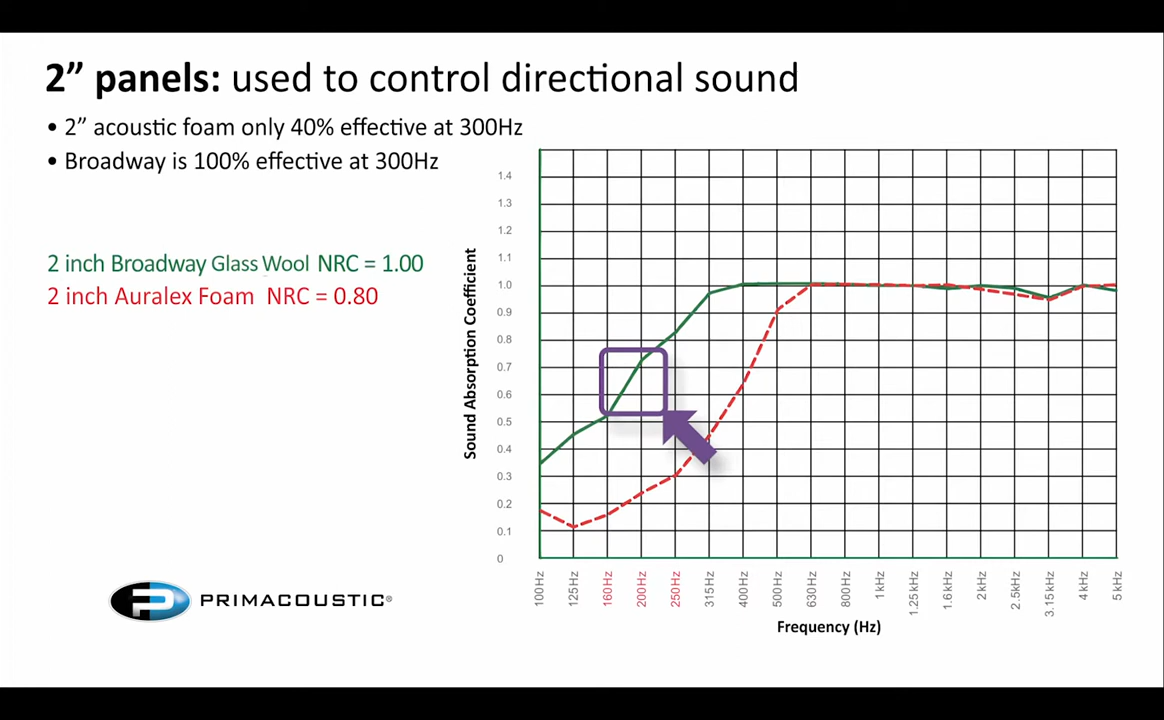 2” panels: used to control directional sound
• 2” acoustic foam only 40% effective at 300Hz
• Broadway is 100% effective at 300Hz
2 inch Broadway Glass Wool NRC = 1.00
2 inch Auralex Foam NRC = 0.80
Sound Absorption Coefficient
1.4
1.3
1.2
1.1
1.0
0.9
0.8
0.7
0.6
0.5
0.4
0.3
0.2
0.1
0
100Hz
125Hz
160Hz
200Hz
250Hz
315Hz
400Hz
500Hz
630Hz
800Hz
1kHz
1.25kHz
1.6kHz
2kHz
2.5kHz
3.15kHz
4kHz
5kHz
Frequency (Hz)
PRIMACOUSTIC®